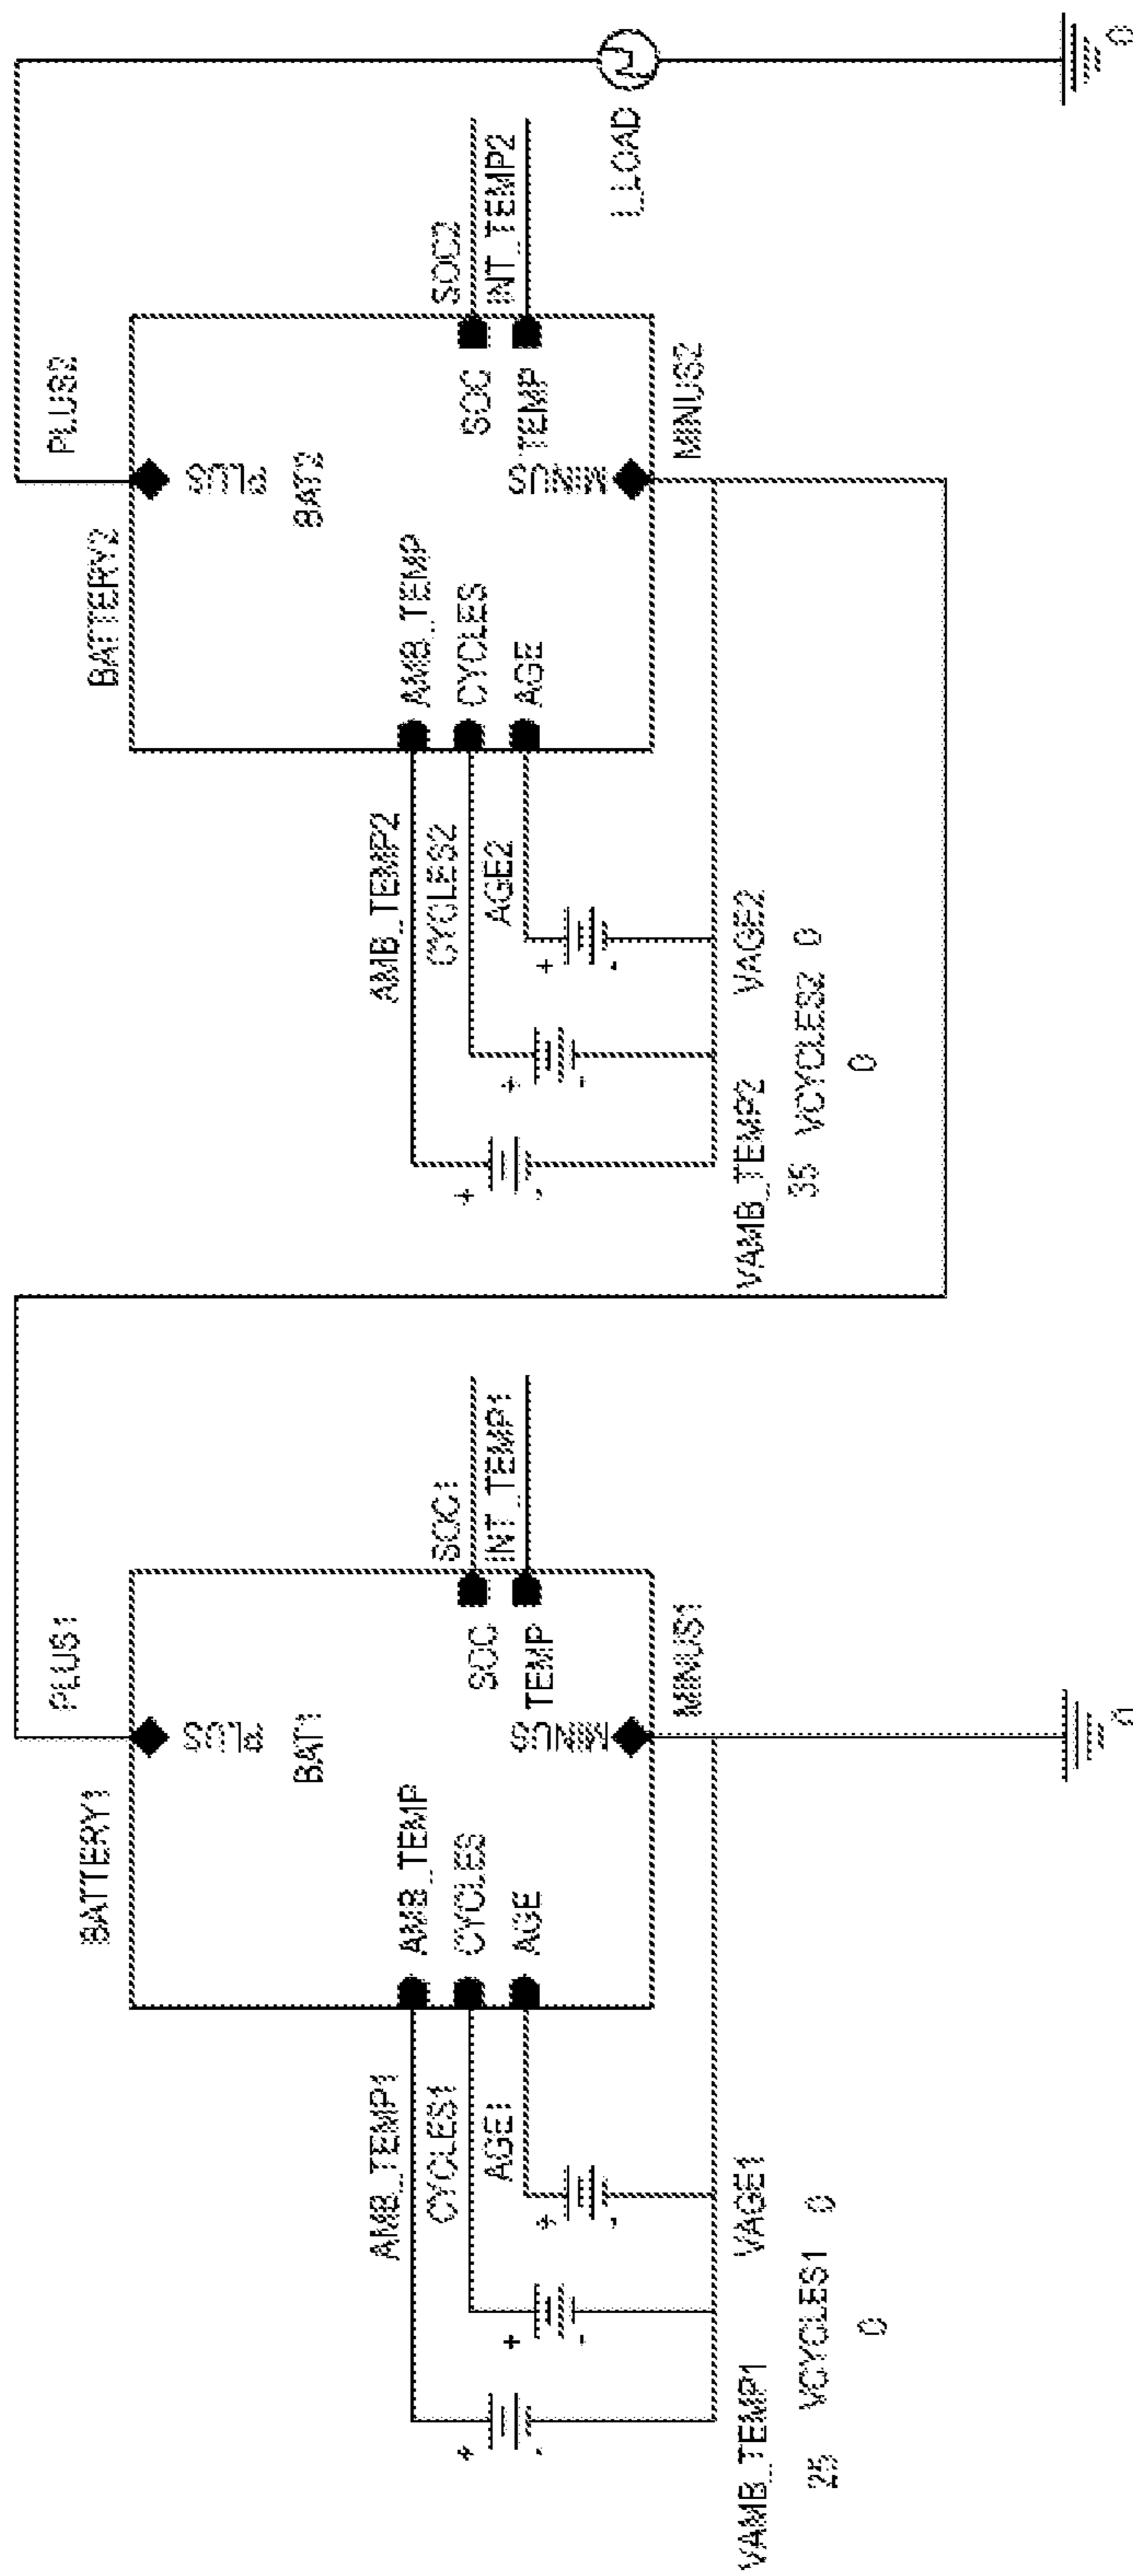 BATTERY1
PLUS1
PLUS
BAT1
AMB_TEMP1
AMB_TEMP
CYCLES1
CYCLES
SOC
SOC1
AGE1
AGE
TEMP
INT_TEMP1
MINUS
MINUS1
+
-
+
-
+
-
VAMB_TEMP1
25
VCYCLES1
0
VAGE1
0
0
BATTERY2
PLUS2
PLUS
BAT2
AMB_TEMP2
AMB_TEMP
CYCLES2
CYCLES
SOC
SOC2
AGE2
AGE
TEMP
INT_TEMP2
MINUS
MINUS2
+
-
+
-
+
-
VAMB_TEMP2
35
VCYCLES2
0
VAGE2
0
I_LOAD
0